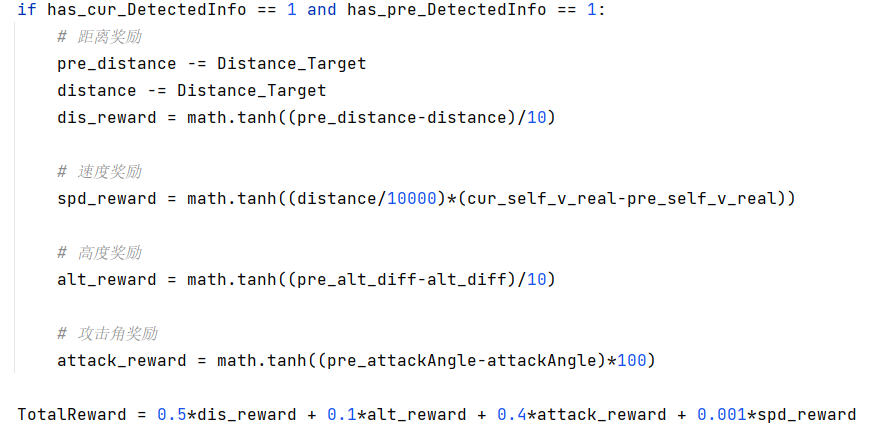 if has_cur_DetectedInfo == 1 and has_pre_DetectedInfo == 1:
# 距离奖励
pre_distance -= Distance_Target
distance -= Distance_Target
dis_reward = math.tanh((pre_distance-distance)/10)
# 速度奖励
spd_reward = math.tanh((distance/10000)*(cur_self_v_real-pre_self_v_real))
# 高度奖励
alt_reward = math.tanh((pre_alt_diff-alt_diff)/10)
# 攻击角奖励
attack_reward = math.tanh((pre_attackAngle-attackAngle)*100)
TotalReward = 0.5*dis_reward + 0.1*alt_reward + 0.4*attack_reward + 0.001*spd_reward